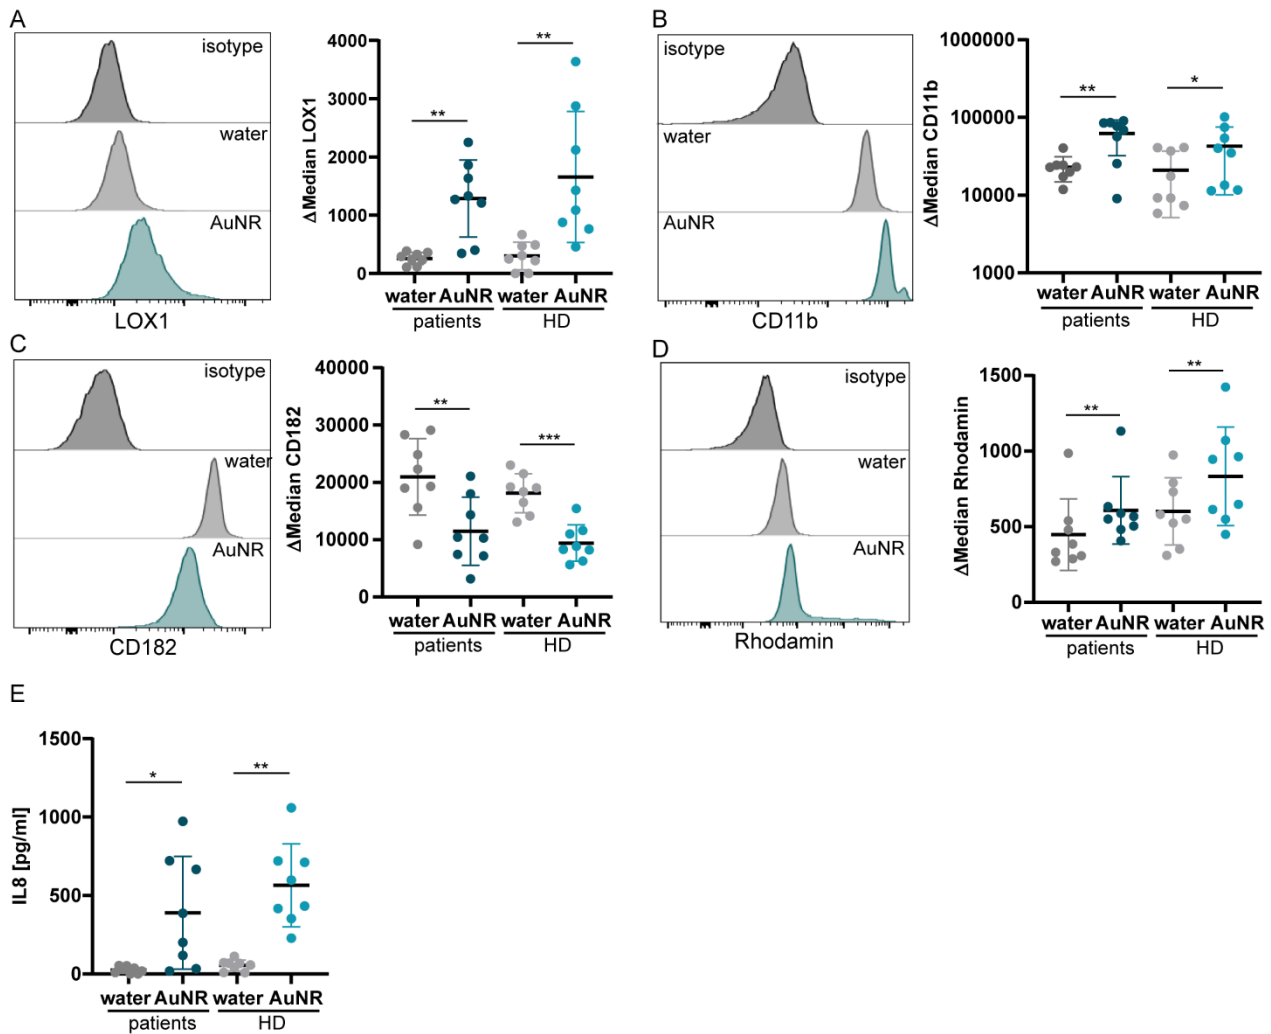 A
isotype
water
AuNR
LOX1
ΔMedian LOX1
4000
3000
2000
1000
0
**
**
water AuNR water AuNR
patients HD
B
isotype
water
AuNR
CD11b
ΔMedian CD11b
1000000
100000
10000
1000
**
*
water AuNR water AuNR
patients HD
C
isotype
water
AuNR
CD182
ΔMedian CD182
40000
30000
20000
10000
0
**
***
water AuNR water AuNR
patients HD
D
isotype
water
AuNR
Rhodamin
ΔMedian Rhodamin
1500
1000
500
0
**
**
water AuNR water AuNR
patients HD
E
IL8 [pg/ml]
1500
1000
500
0
*
**
water AuNR water AuNR
patients HD